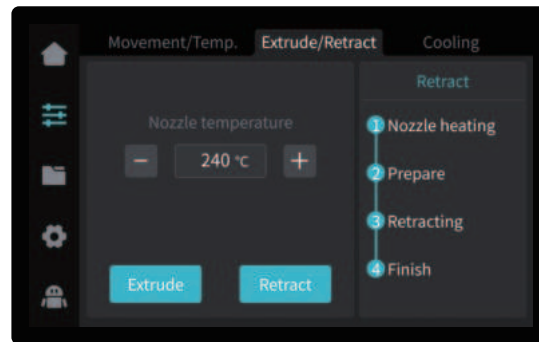 Movement/Temp. Extrude/Retract Cooling
Retract
Nozzle temperature
− 240 °C +
1 Nozzle heating
2 Prepare
3 Retracting
4 Finish
Extrude Retract